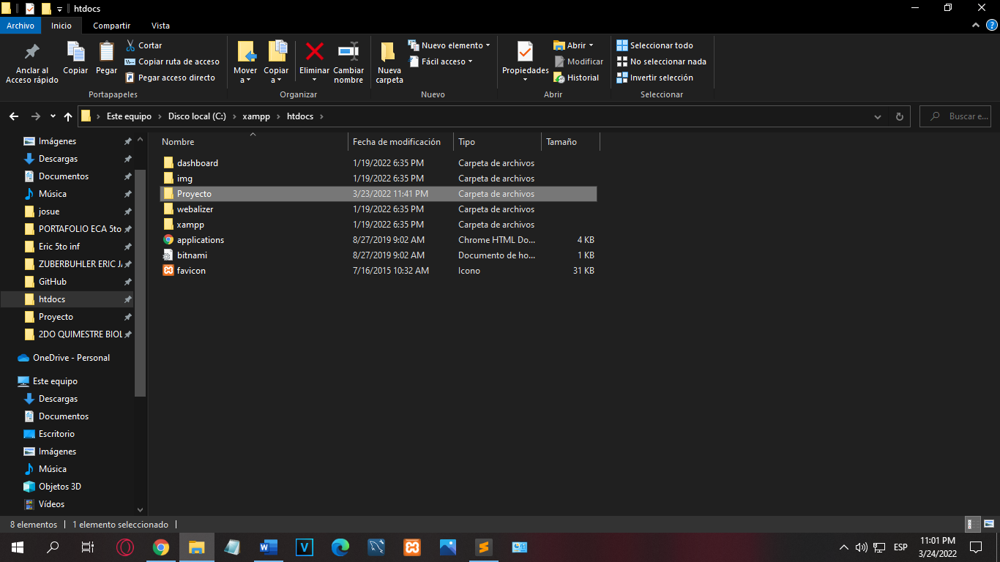 htdocs
Archivo Inicio Compartir Vista
Anclar al Acceso rápido
Copiar
Pegar
Cortar
Copiar ruta de acceso
Pegar acceso directo
Portapapeles
Mover a
Copiar a
Eliminar
Cambiar nombre
Organizar
Nueva carpeta
Nuevo elemento
Fácil acceso
Nuevo
Propiedades
Abrir
Modificar
Historial
Abrir
Seleccionar todo
No seleccionar nada
Invertir selección
Seleccionar
Este equipo Disco local (C:) xampp htdocs
Buscar e...
Imágenes
Descargas
Documentos
Música
josue
PORTAFOLIO ECA 5to
Eric 5to inf
ZUBERBUHLER ERIC JA
GitHub
htdocs
Proyecto
2DO QUIMESTRE BIOL
OneDrive - Personal
Este equipo
Descargas
Documentos
Escritorio
Imágenes
Música
Objetos 3D
Vídeos
Nombre Fecha de modificación Tipo Tamaño
dashboard 1/19/2022 6:35 PM Carpeta de archivos
img 1/19/2022 6:35 PM Carpeta de archivos
Proyecto 3/23/2022 11:41 PM Carpeta de archivos
webalizer 1/19/2022 6:35 PM Carpeta de archivos
xampp 1/19/2022 6:35 PM Carpeta de archivos
applications 8/27/2019 9:02 AM Chrome HTML Do... 4 KB
bitnami 8/27/2019 9:02 AM Documento de ho... 1 KB
favicon 7/16/2015 10:32 AM Icono 31 KB
8 elementos 1 elemento seleccionado
ESP
11:01 PM
3/24/2022